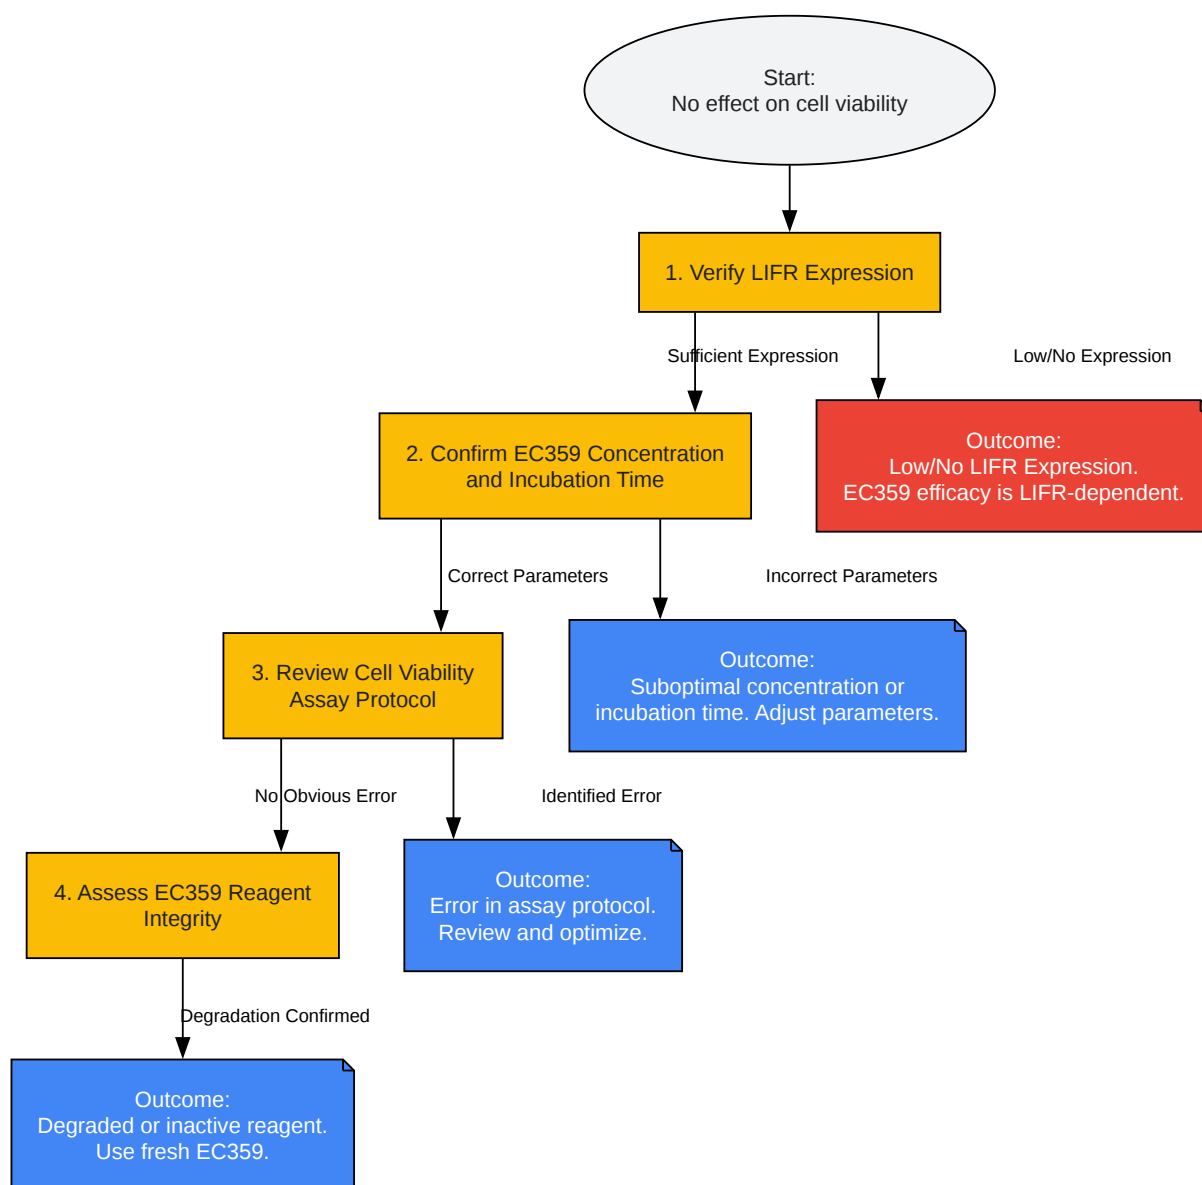 Start:
No effect on cell viability
1. Verify LIFR Expression
Sufficient Expression
Low/No Expression
2. Confirm EC359 Concentration
and Incubation Time
Outcome:
Low/No LIFR Expression.
EC359 efficacy is LIFR-dependent.
Correct Parameters
Incorrect Parameters
3. Review Cell Viability
Assay Protocol
Outcome:
Suboptimal concentration or
incubation time. Adjust parameters.
No Obvious Error
Identified Error
4. Assess EC359 Reagent
Integrity
Outcome:
Error in assay protocol.
Review and optimize.
Degradation Confirmed
Outcome:
Degraded or inactive reagent.
Use fresh EC359.